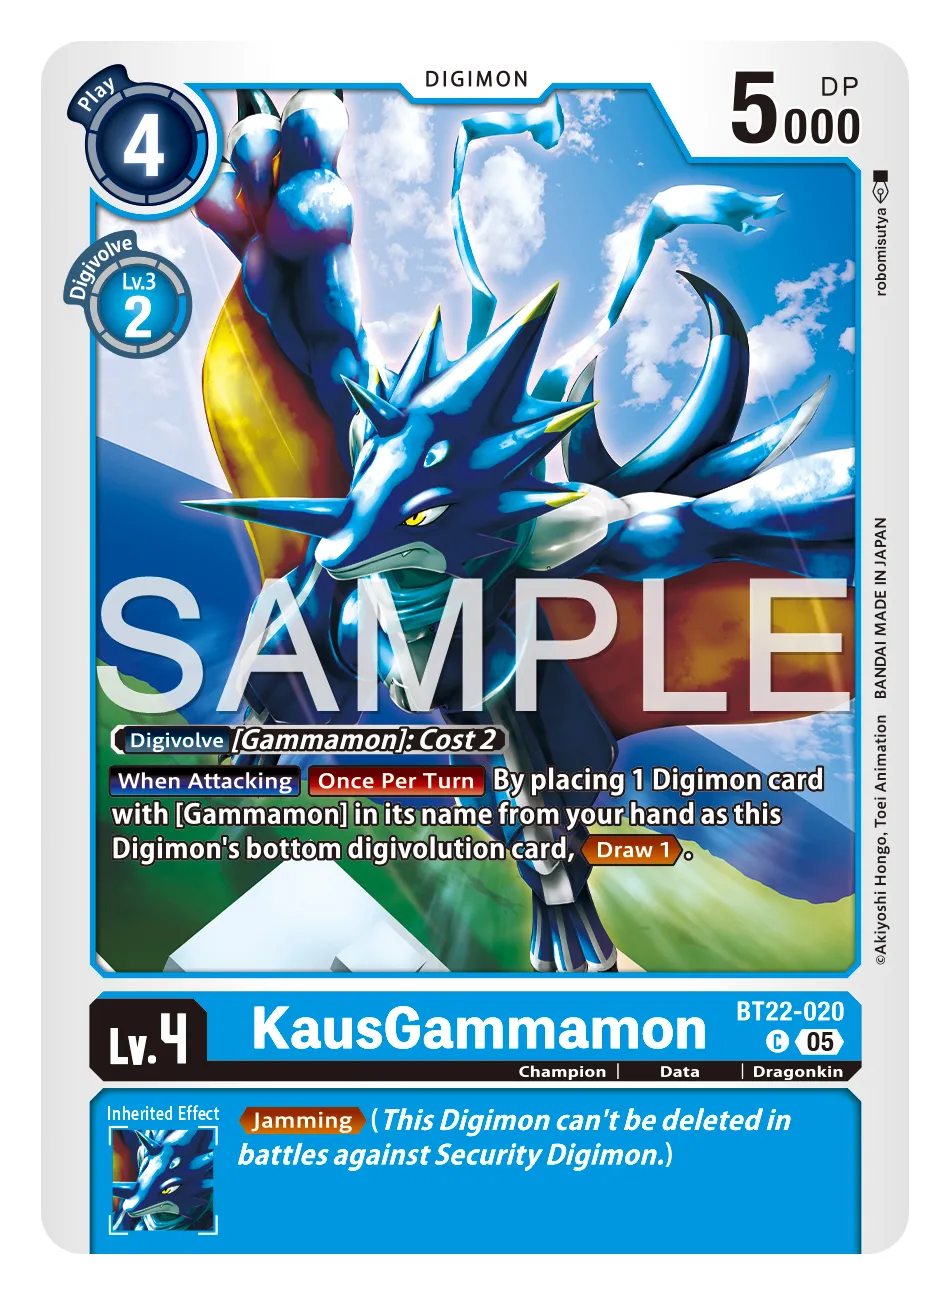 DIGIMON
Play
4
DP
5000
Digivolve
Lv.3
2
robomisutya
SAMPLE
Digivolve [Gammamon]: Cost 2
When Attacking Once Per Turn By placing 1 Digimon card
with [Gammamon] in its name from your hand as this
Digimon's bottom digivolution card, Draw 1.
©Akiyoshi Hongo, Toei Animation BANDAI MADE IN JAPAN
Lv.4
KausGammamon
BT22-020
C 05
Champion | Data | Dragonkin
Inherited Effect
Jamming (This Digimon can't be deleted in
battles against Security Digimon.)